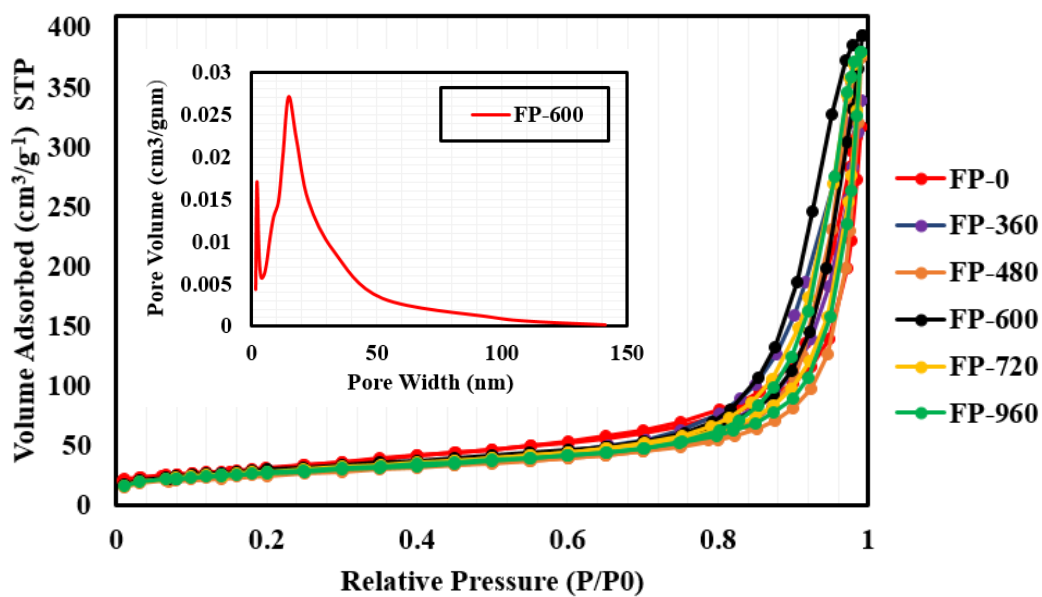 400
350
300
250
200
150
100
50
0
Volume Adsorbed (cm³/g⁻¹) STP
0 0.2 0.4 0.6 0.8 1
Relative Pressure (P/P0)
0.03
0.025
0.02
0.015
0.01
0.005
0
Pore Volume (cm3/gnm)
0 50 100 150
Pore Width (nm)
FP-600
FP-0
FP-360
FP-480
FP-600
FP-720
FP-960